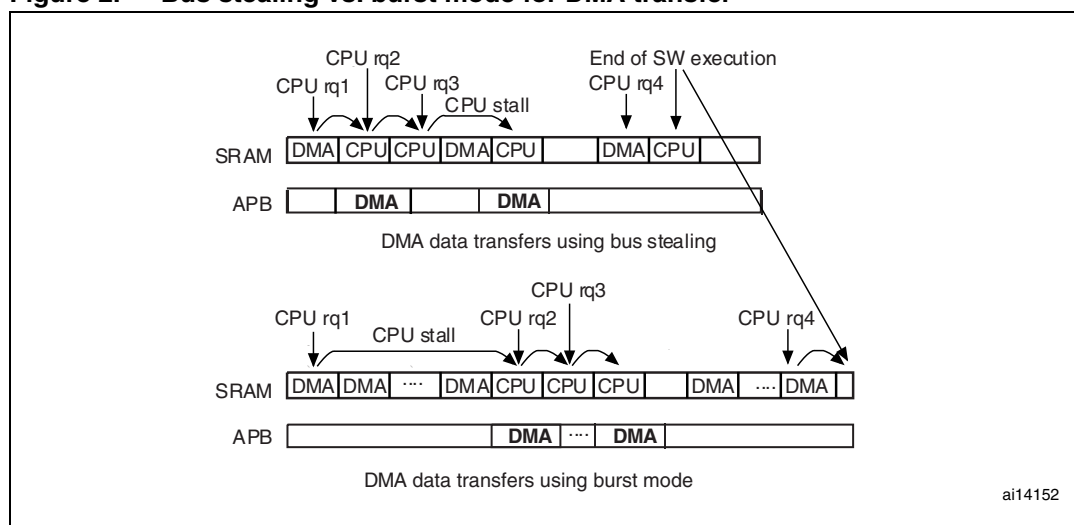 Figure 2. Bus stealing vs. burst mode for DMA transfer
CPU rq2
End of SW execution
CPU rq1
CPU rq3
CPU rq4
CPU stall
SRAM DMA CPU CPU DMA CPU DMA CPU
APB DMA DMA
DMA data transfers using bus stealing
CPU rq3
CPU rq1
CPU rq2
CPU rq4
CPU stall
SRAM DMA DMA .... DMA CPU CPU CPU DMA .... DMA
APB DMA .... DMA
DMA data transfers using burst mode
ai14152